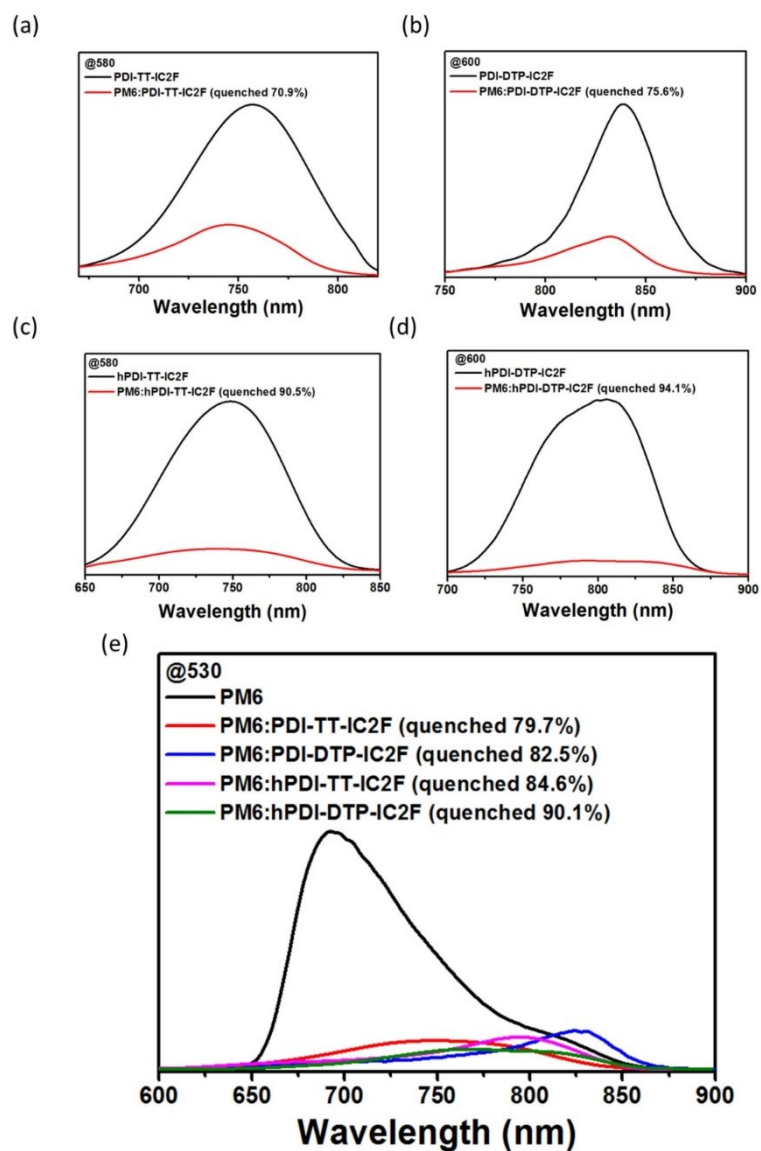 (a)
@580
PDI-TT-IC2F
PM6:PDI-TT-IC2F (quenched 70.9%)
700 750 800
Wavelength (nm)
(b)
@600
PDI-DTP-IC2F
PM6:PDI-DTP-IC2F (quenched 75.6%)
750 800 850 900
Wavelength (nm)
(c)
@580
hPDI-TT-IC2F
PM6:hPDI-TT-IC2F (quenched 90.5%)
650 700 750 800 850
Wavelength (nm)
(d)
@600
hPDI-DTP-IC2F
PM6:hPDI-DTP-IC2F (quenched 94.1%)
700 750 800 850 900
Wavelength (nm)
(e)
@530
PM6
PM6:PDI-TT-IC2F (quenched 79.7%)
PM6:PDI-DTP-IC2F (quenched 82.5%)
PM6:hPDI-TT-IC2F (quenched 84.6%)
PM6:hPDI-DTP-IC2F (quenched 90.1%)
600 650 700 750 800 850 900
Wavelength (nm)